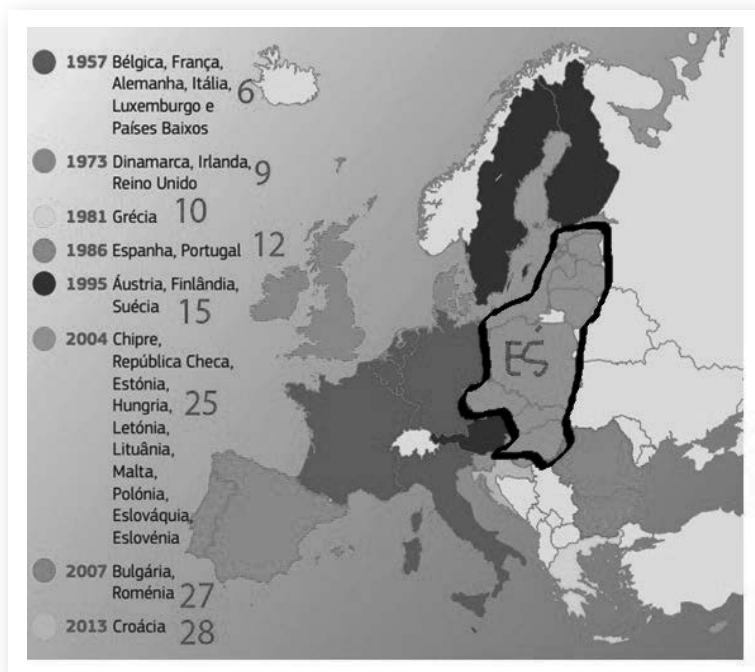 1957 Bélgica, França,
Alemanha, Itália, 6
Luxemburgo e
Países Baixos
1973 Dinamarca, Irlanda, 9
Reino Unido
1981 Grécia 10
1986 Espanha, Portugal 12
1995 Áustria, Finlândia,
Suécia 15
2004 Chipre,
República Checa,
Estónia,
Hungria, 25
Letónia,
Lituânia,
Malta,
Polónia,
Eslováquia,
Eslovénia
2007 Bulgária,
Roménia 27
2013 Croácia 28